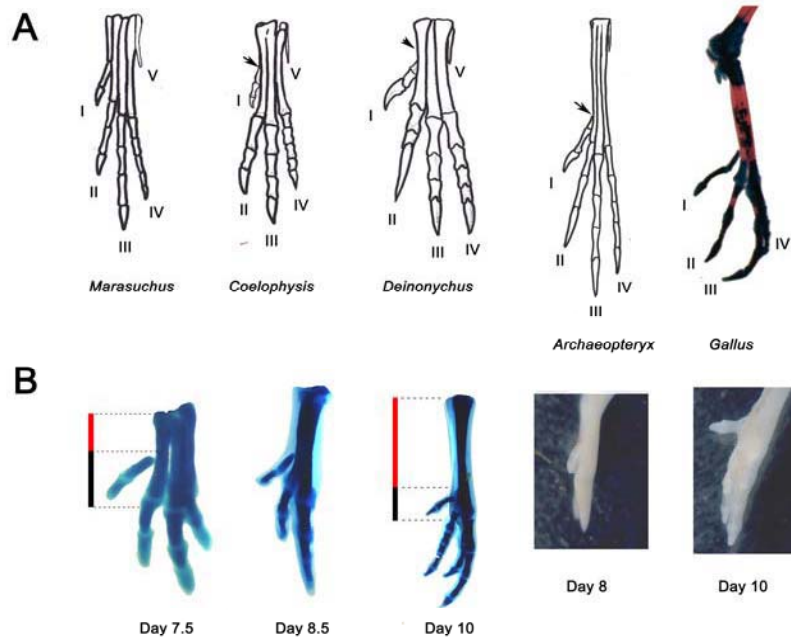 A
I
II
III
IV
V
Marasuchus
I
II
III
IV
V
Coelophysis
I
II
III
IV
V
Deinonychus
I
II
III
IV
Archaeopteryx
I
II
III
IV
Gallus
B
Day 7.5
Day 8.5
Day 10
Day 8
Day 10